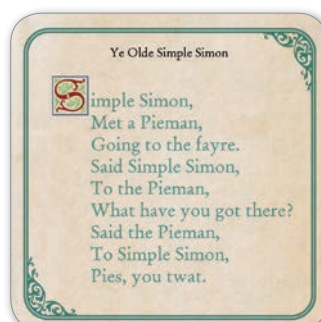 Ye Olde Simple Simon
Simple Simon,
Met a Pieman,
Going to the fayre.
Said Simple Simon,
To the Pieman,
What have you got there?
Said the Pieman,
To Simple Simon,
Pies, you twat.